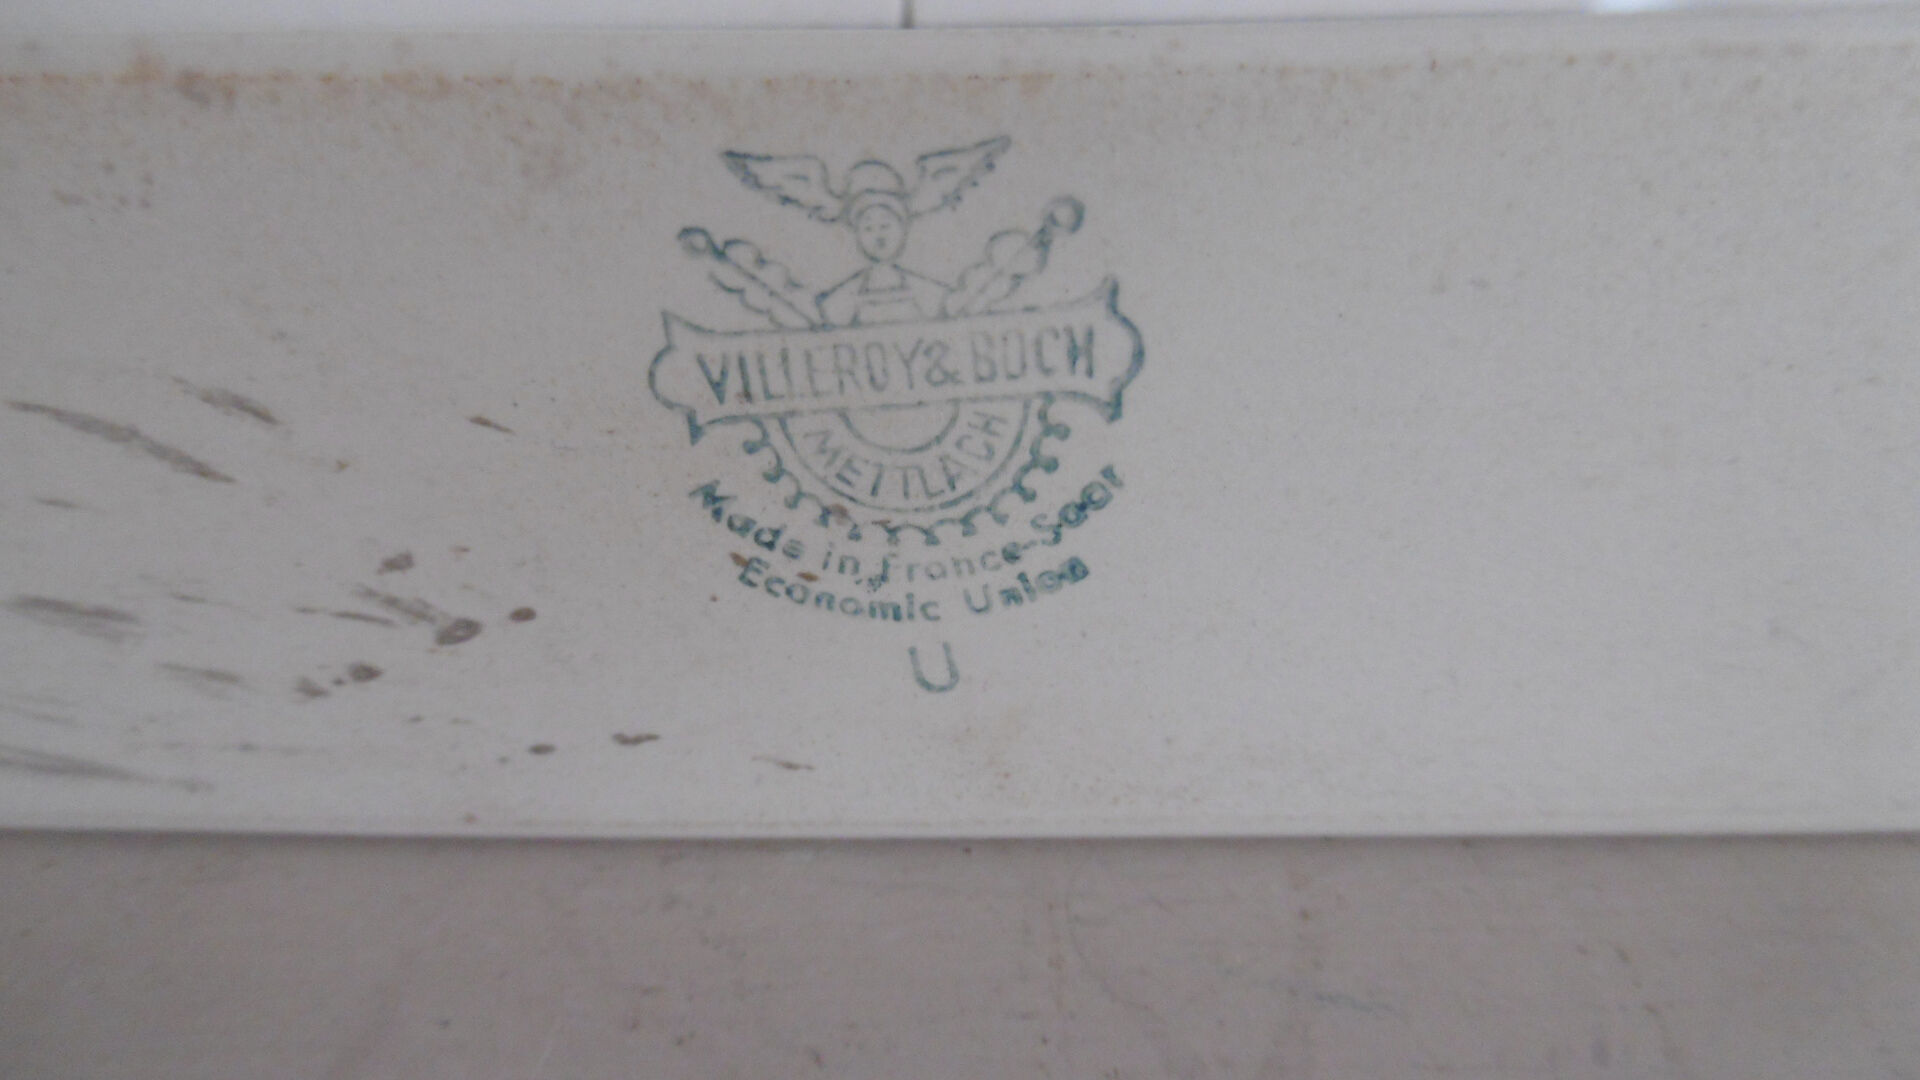 VILLEROY & BOCH
METTLACH
Made in France-Saar
Economic Union
U